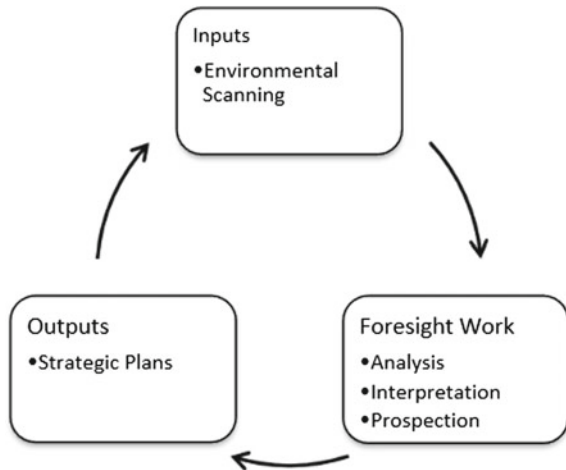 Inputs
•Environmental
Scanning
Foresight Work
•Analysis
•Interpretation
•Prospection
Outputs
•Strategic Plans